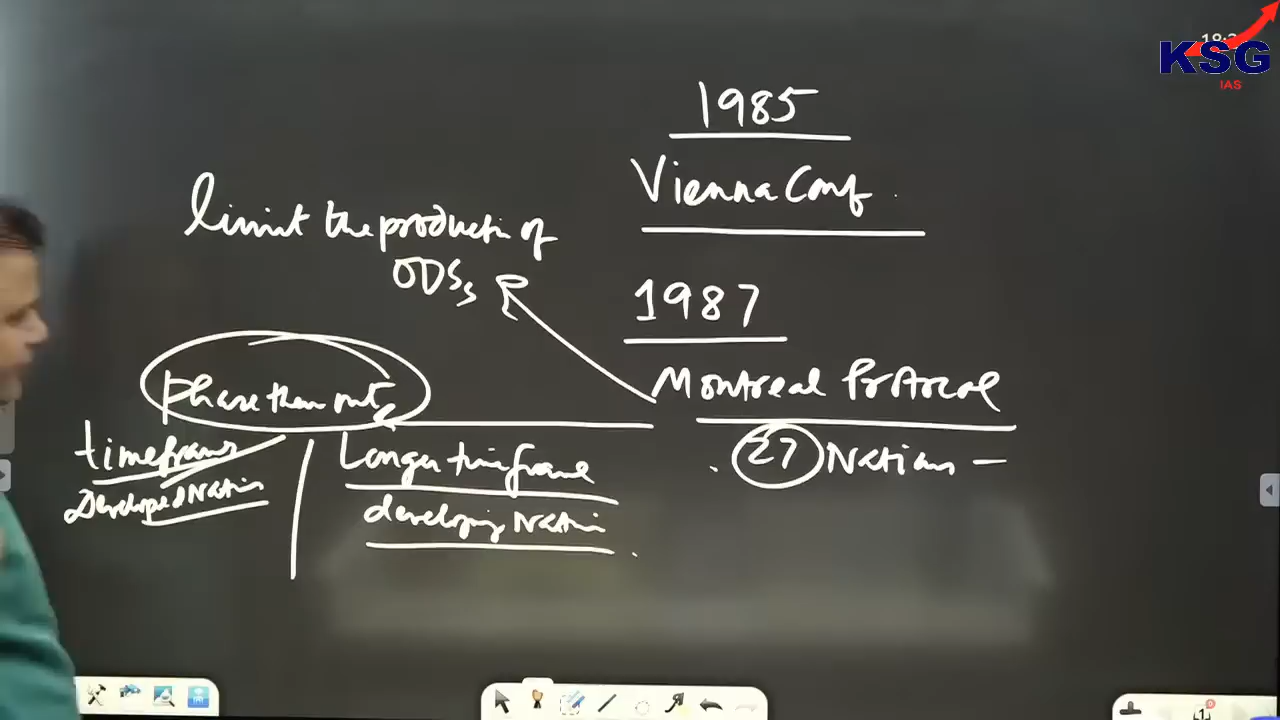 KSG
IAS
1985
Vienna Conf.
limit the production of
ODSs
1987
Montreal Protocol
27 Nations -
Phase them out
timeframe
Developed Nation
Longer timeframe
developing Nation